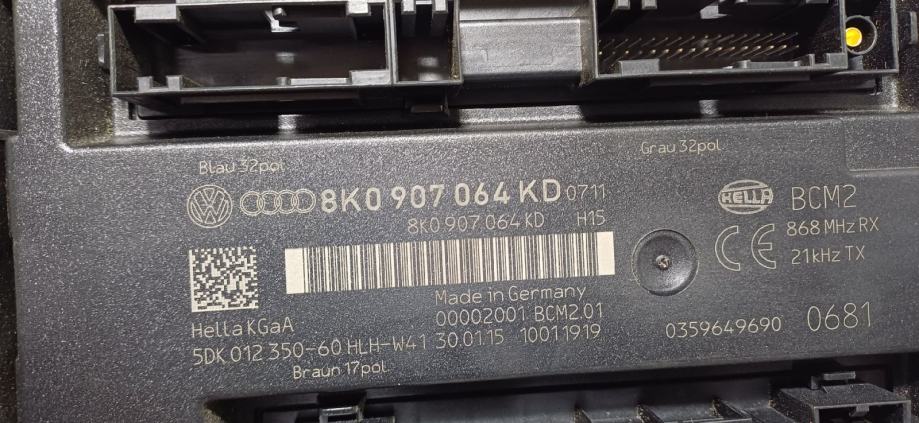 Blau 32pol
Grau 32pol
8K0 907 064 KD 0711
8K0 907 064 KD H15
HELLA
BCM2
868 MHz RX
21kHz TX
Made in Germany
00002001 BCM2.01
Hella KGaA
5DK 012 350-60 HLH-W41 30.01.15 10011919
0359649690 0681
Braun 17pol